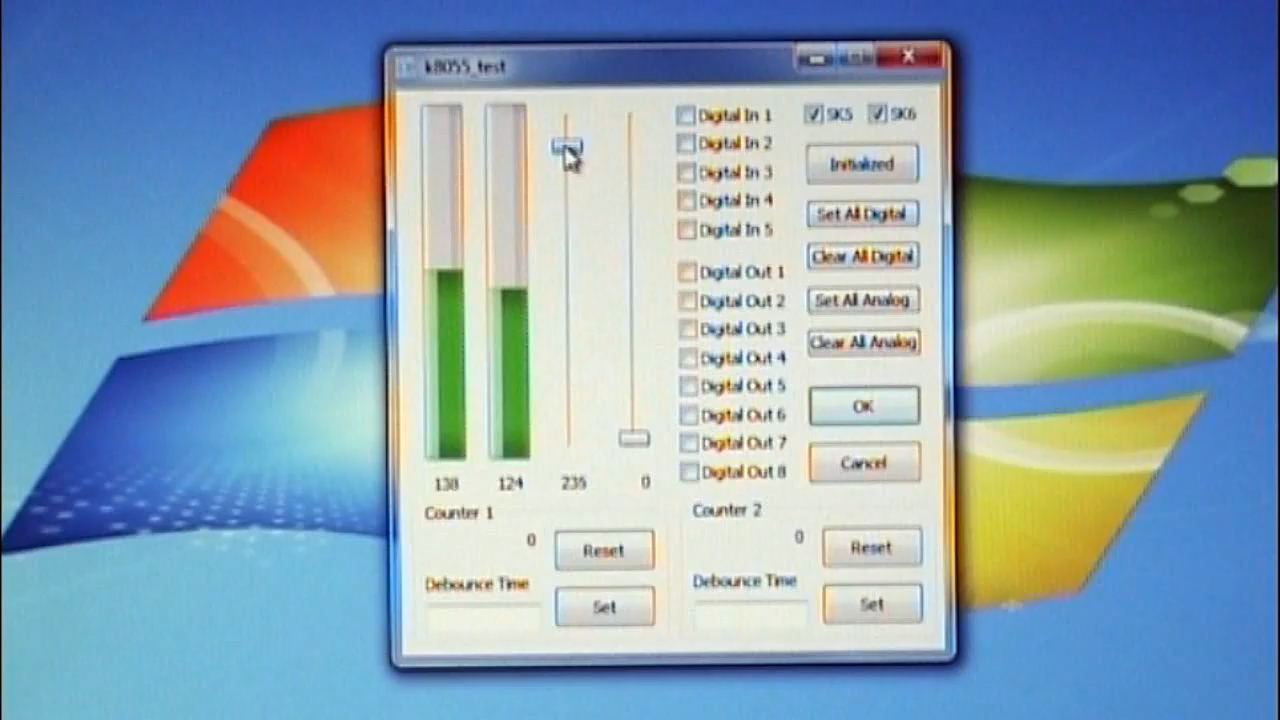 k8055_test
Digital In 1
Digital In 2
Digital In 3
Digital In 4
Digital In 5
SK5 SK6
Initialized
Set All Digital
Clear All Digital
Set All Analog
Clear All Analog
OK
Cancel
Digital Out 1
Digital Out 2
Digital Out 3
Digital Out 4
Digital Out 5
Digital Out 6
Digital Out 7
Digital Out 8
138 124 235 0
Counter 1
0 Reset
Debounce Time
Set
Counter 2
0 Reset
Debounce Time
Set